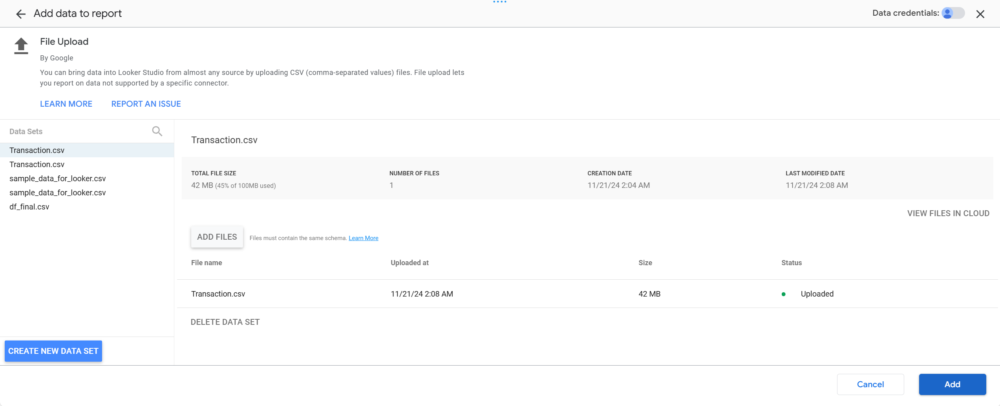 Add data to report
Data credentials:
File Upload
By Google
You can bring data into Looker Studio from almost any source by uploading CSV (comma-separated values) files. File upload lets
you report on data not supported by a specific connector.
LEARN MORE REPORT AN ISSUE
Data Sets
Transaction.csv
Transaction.csv
sample_data_for_looker.csv
sample_data_for_looker.csv
df_final.csv
CREATE NEW DATA SET
Transaction.csv
TOTAL FILE SIZE NUMBER OF FILES CREATION DATE LAST MODIFIED DATE
42 MB (45% of 100MB used) 1 11/21/24 2:04 AM 11/21/24 2:08 AM
VIEW FILES IN CLOUD
ADD FILES Files must contain the same schema. Learn More
File name Uploaded at Size Status
Transaction.csv 11/21/24 2:08 AM 42 MB Uploaded
DELETE DATA SET
Cancel Add